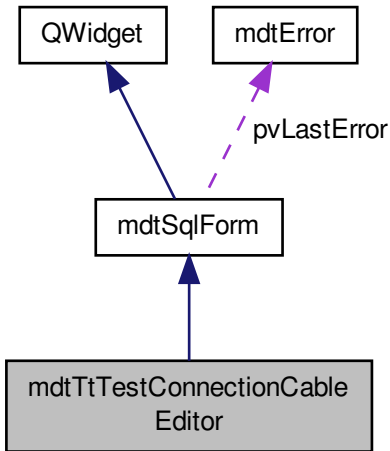 QWidget
mdtError
pvLastError
mdtSqlForm
mdtTtTestConnectionCable
Editor